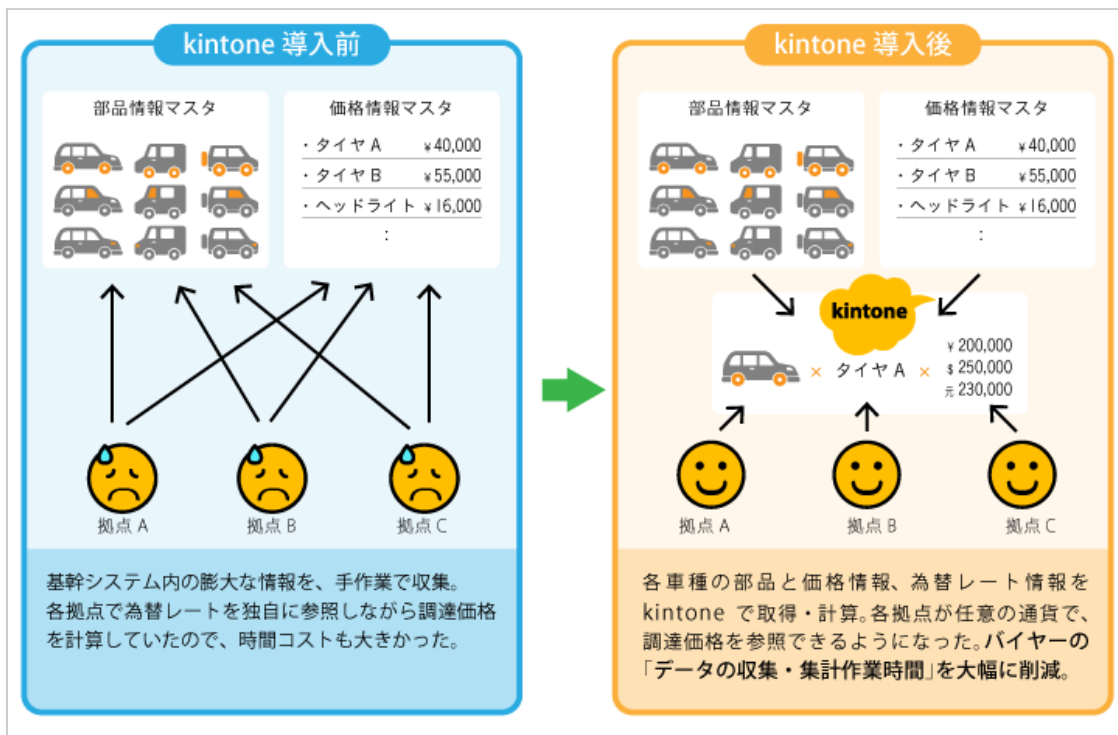 kintone 導入前
部品情報マスタ
価格情報マスタ
・タイヤA ¥40,000
・タイヤB ¥55,000
・ヘッドライト ¥16,000
:
拠点A
拠点B
拠点C
基幹システム内の膨大な情報を、手作業で収集。
各拠点で為替レートを独自に参照しながら調達価格
を計算していたので、時間コストも大きかった。
kintone 導入後
部品情報マスタ
価格情報マスタ
・タイヤA ¥40,000
・タイヤB ¥55,000
・ヘッドライト ¥16,000
:
kintone
× タイヤA ×
¥ 200,000
$ 250,000
元 230,000
拠点A
拠点B
拠点C
各車種の部品と価格情報、為替レート情報を
kintone で取得・計算。各拠点が任意の通貨で、
調達価格を参照できるようになった。バイヤーの
「データの収集・集計作業時間」を大幅に削減。